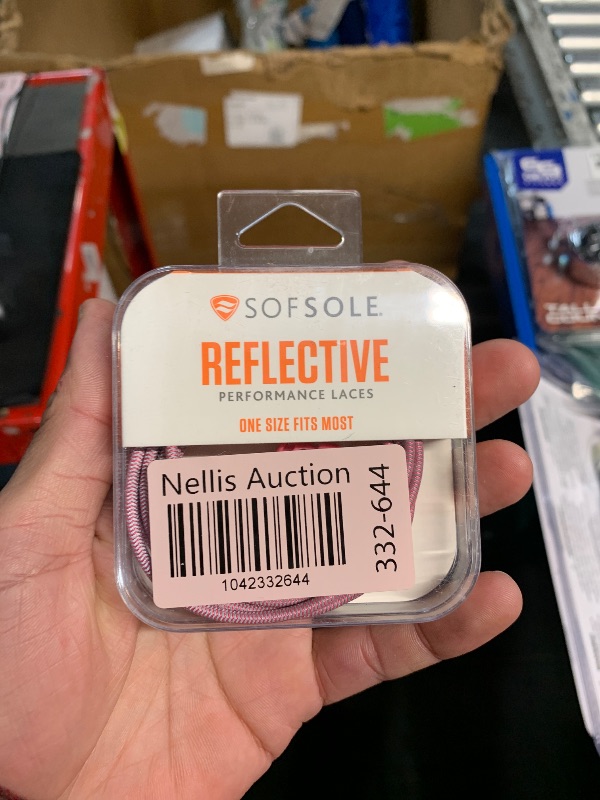 SOFSOLE
REFLECTIVE
PERFORMANCE LACES
ONE SIZE FITS MOST
Nellis Auction
332-644
1042332644